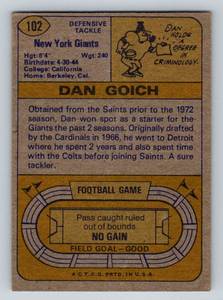 102
DEFENSIVE
TACKLE
New York Giants
Hgt: 6'4" Wgt: 240
Birthdate: 4-30-44
College: California
Home: Berkeley, Cal.
DAN HOLDS
A
DEGREE
IN
CRIMINOLOGY.
DAN GOICH
Obtained from the Saints prior to the 1972
season, Dan won spot as a starter for the
Giants the past 2 seasons. Originally drafted
by the Cardinals in 1966, he went to Detroit
where he spent 2 years and also spent time
with the Colts before joining Saints. A surf.
FOOTBALL GAME
Pass caught ruled
out of bounds
NO GAIN
FIELD GOAL—GOOD
© T.C.G. PRTD. IN U.S.A.